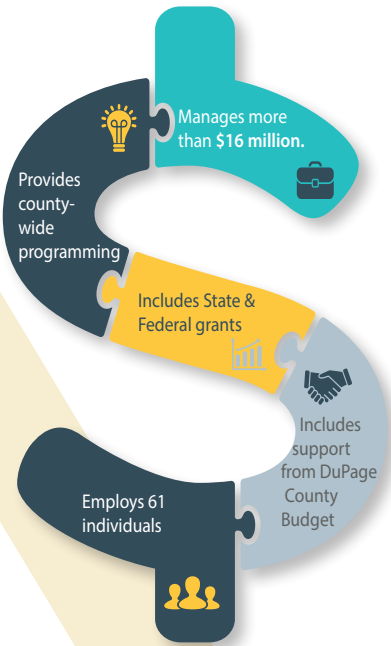 Manages more
than $16 million.
Provides
county-
wide
programming
Includes State &
Federal grants
Includes
support
from DuPage
County
Budget
Employs 61
individuals